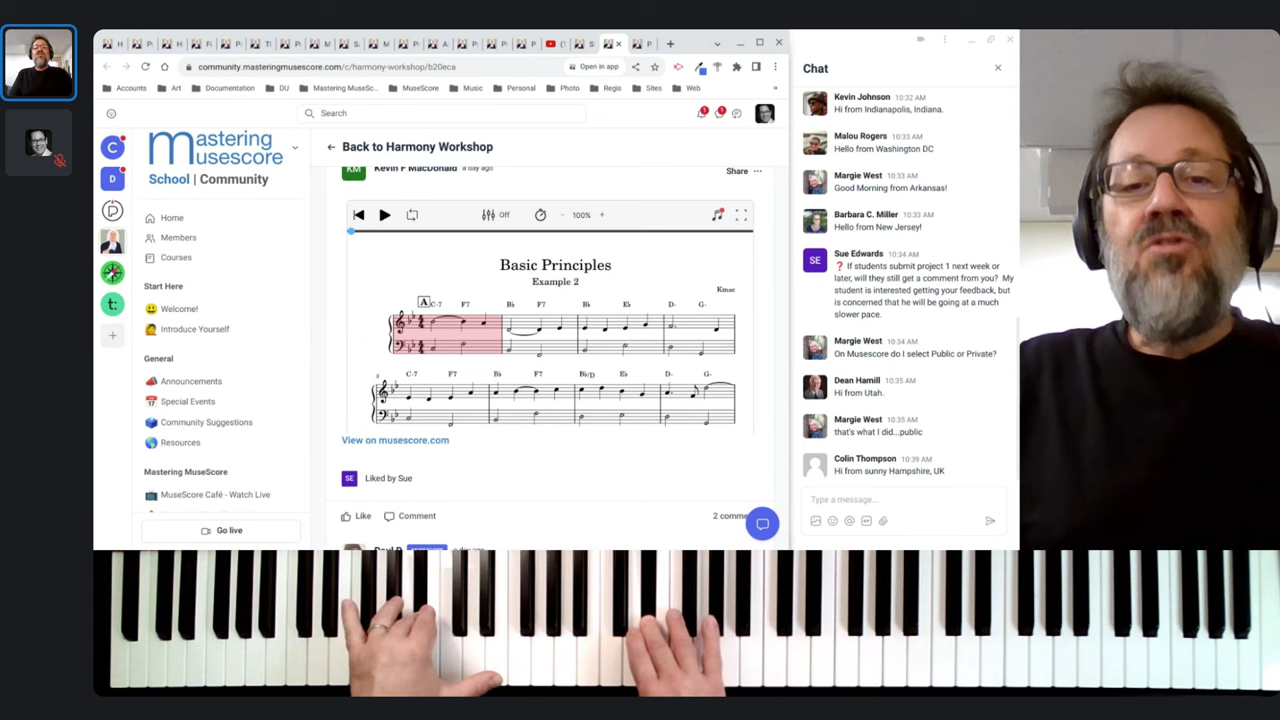 community.masteringmusescore.com/c/harmony-workshop/b20eca
Open in app
Accounts
Art
Documentation
DU
Mastering MuseSc...
MuseScore
Music
Personal
Photo
Regis
Sites
Web
»
Search
mastering
musescore
School | Community
Home
Members
Courses
Start Here
Welcome!
Introduce Yourself
General
Announcements
Special Events
Community Suggestions
Resources
Mastering MuseScore
MuseScore Café - Watch Live
Go live
C
D
t:
← Back to Harmony Workshop
KM
Kevin F MacDonald a day ago
Share ...
Off
- 100% +
Basic Principles
Example 2
Kmac
A
C-7 F7 B♭ F7 B♭ E♭ D- G-
5
C-7 F7 B♭ F7 B♭/D E♭ D- G-
View on musescore.com
SE Liked by Sue
Like
Comment
2 comme
Chat
Kevin Johnson 10:32 AM
Hi from Indianapolis, Indiana.
Malou Rogers 10:33 AM
Hello from Washington DC
Margie West 10:33 AM
Good Morning from Arkansas!
Barbara C. Miller 10:33 AM
Hello from New Jersey!
SE
Sue Edwards 10:34 AM
❓ If students submit project 1 next week or
later, will they still get a comment from you? My
student is interested getting your feedback, but
is concerned that he will be going at a much
slower pace.
Margie West 10:34 AM
On Musescore do I select Public or Private?
Dean Hamill 10:35 AM
Hi from Utah.
Margie West 10:35 AM
that's what I did...public
Colin Thompson 10:39 AM
Hi from sunny Hampshire, UK
Type a message...